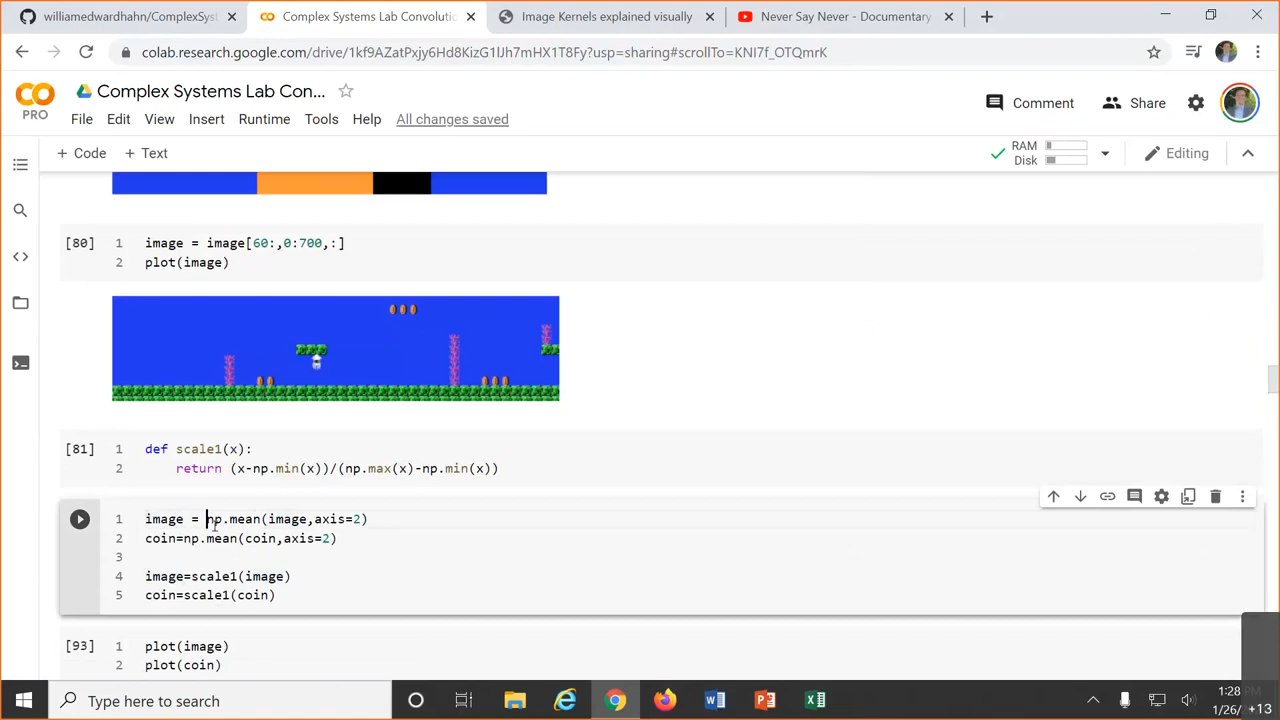 williamedwardhahn/ComplexSyst
Complex Systems Lab Convolutio
Image Kernels explained visually
Never Say Never - Documentary
colab.research.google.com/drive/1kf9AZatPxjy6Hd8KizG1lJh7mHX1T8Fy?usp=sharing#scrollTo=KNI7f_OTQmrK
PRO
Complex Systems Lab Con...
Comment
Share
File Edit View Insert Runtime Tools Help All changes saved
+ Code + Text
RAM
Disk
Editing
[80] 1 image = image[60:,0:700,:]
2 plot(image)
[81] 1 def scale1(x):
2 return (x-np.min(x))/(np.max(x)-np.min(x))
1 image = np.mean(image,axis=2)
2 coin=np.mean(coin,axis=2)
3
4 image=scale1(image)
5 coin=scale1(coin)
[93] 1 plot(image)
2 plot(coin)
Type here to search
1:28
1/26/ +13